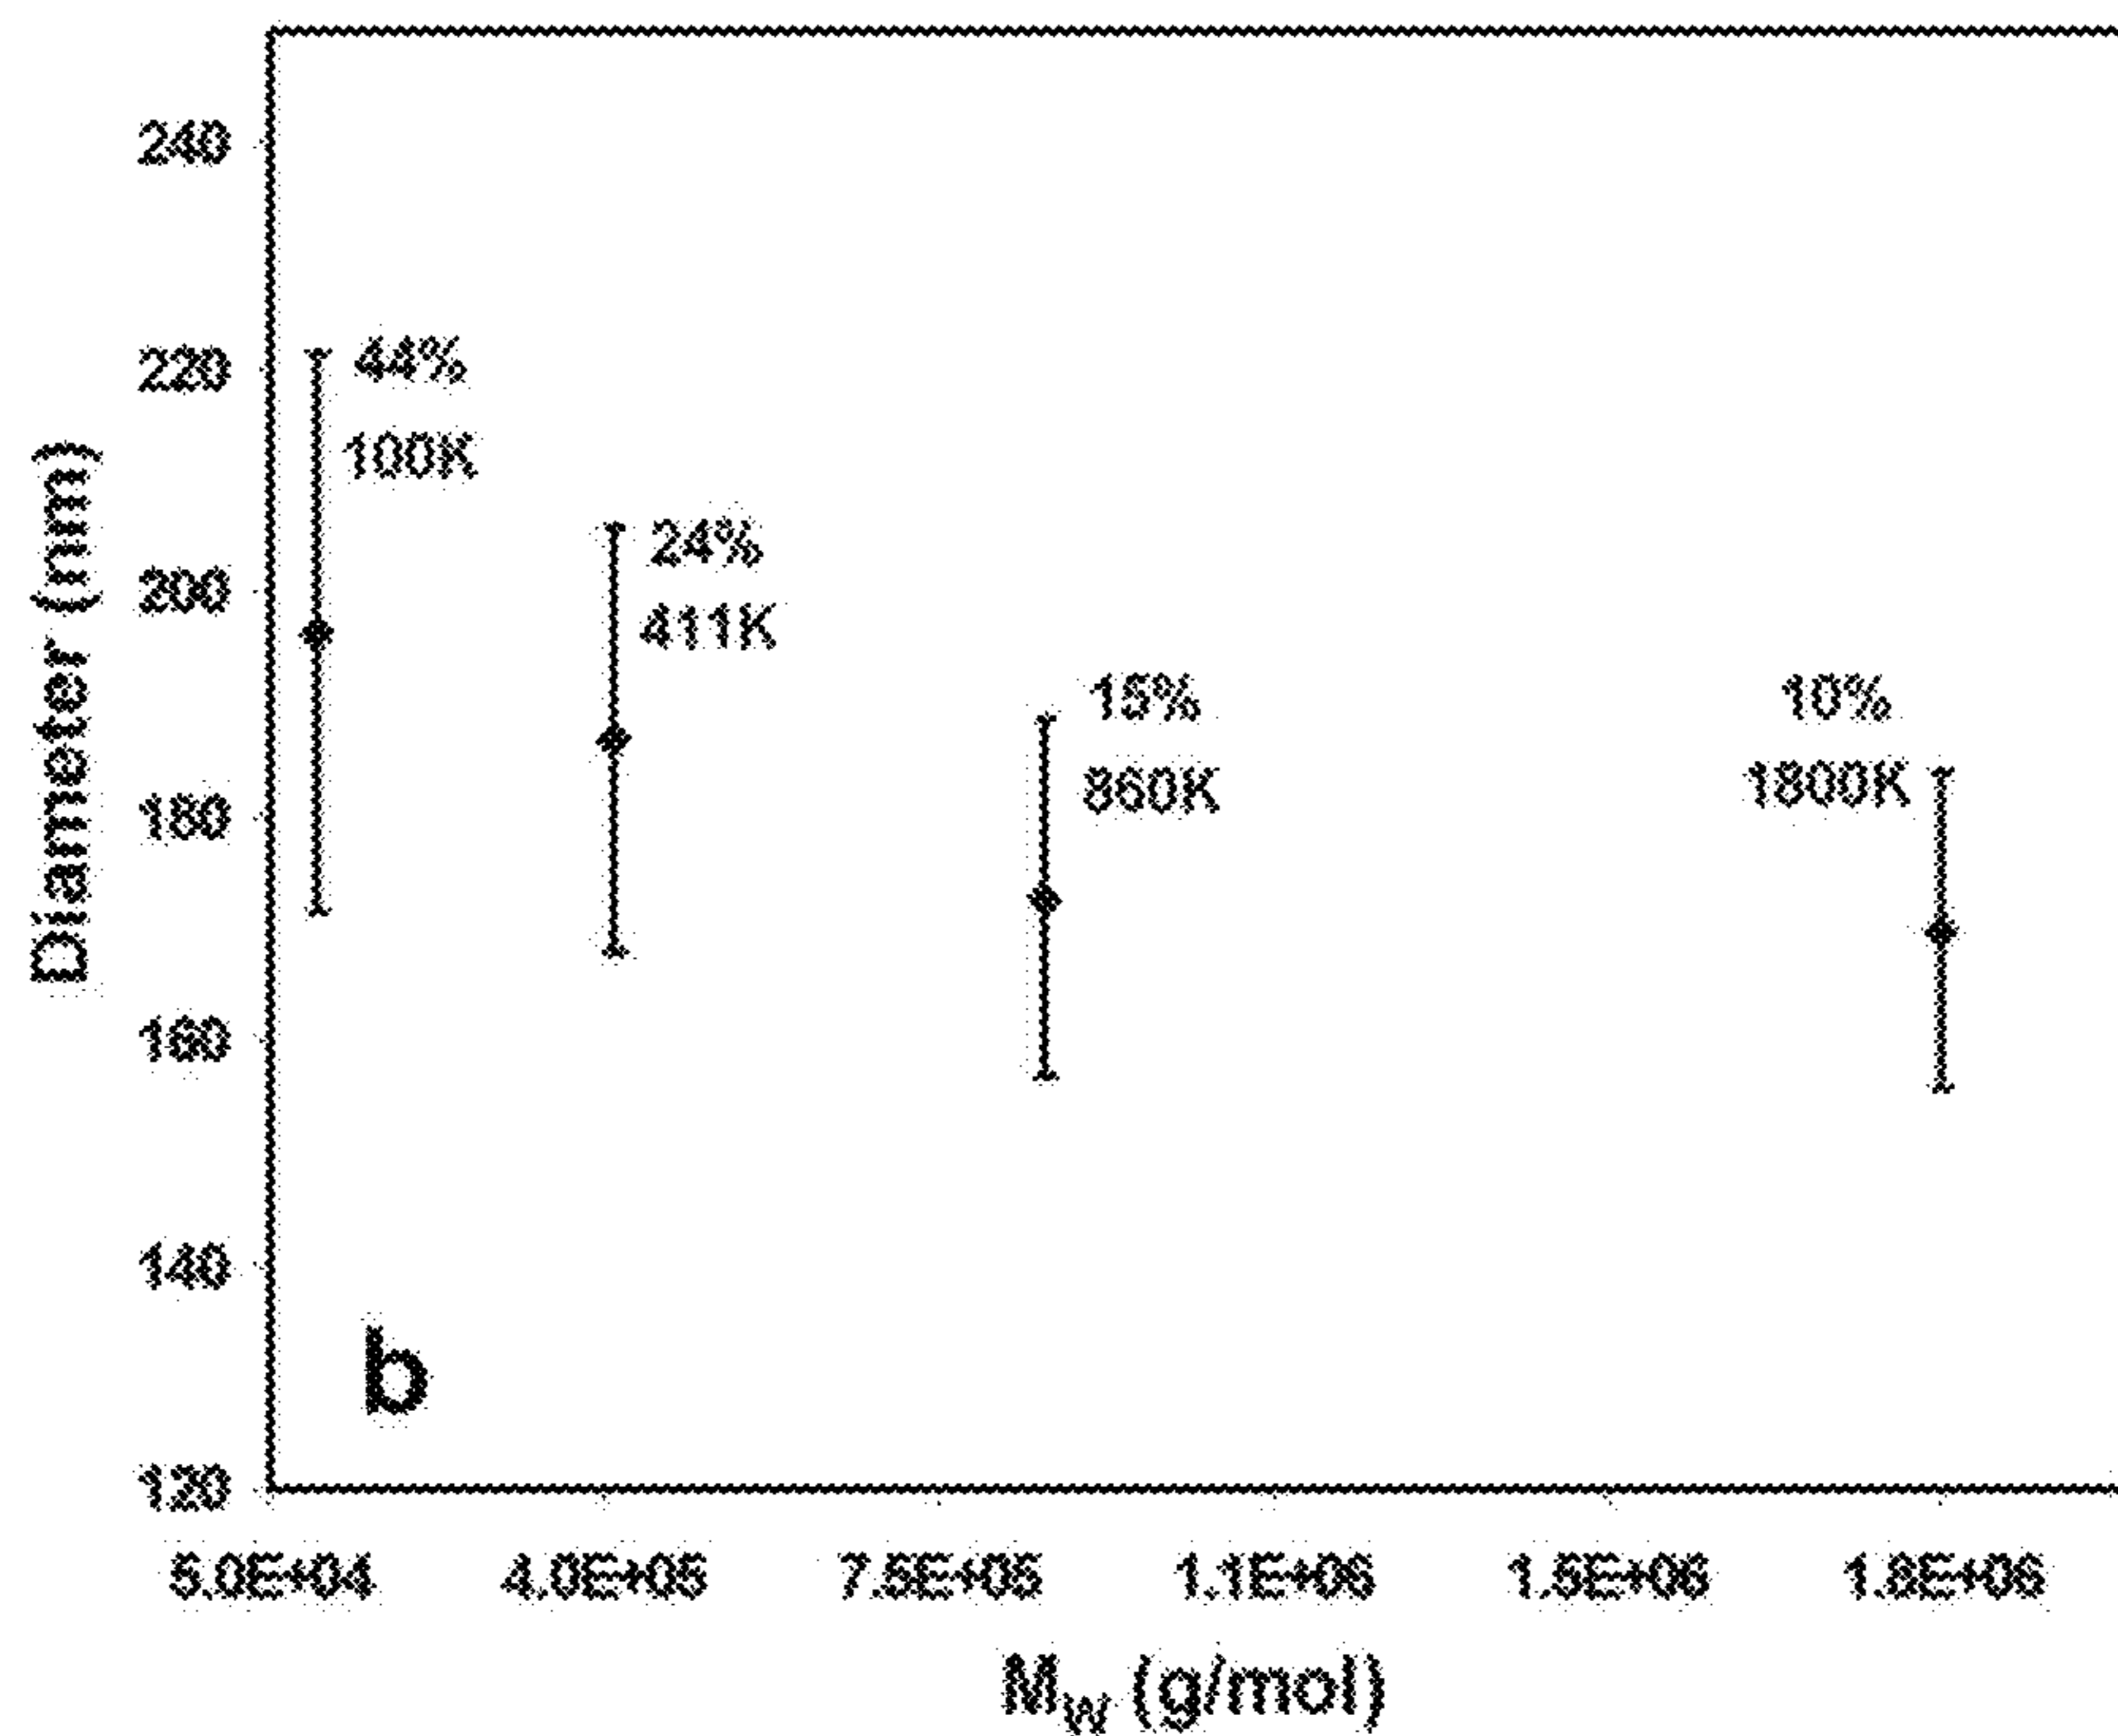 240
220
200
180
160
140
120
Diameter (nm)
44%
100K
24%
411K
15%
860K
10%
1800K
b
5.0E+04 4.0E+05 7.5E+05 1.1E+06 1.5E+06 1.8E+06
Mw (g/mol)